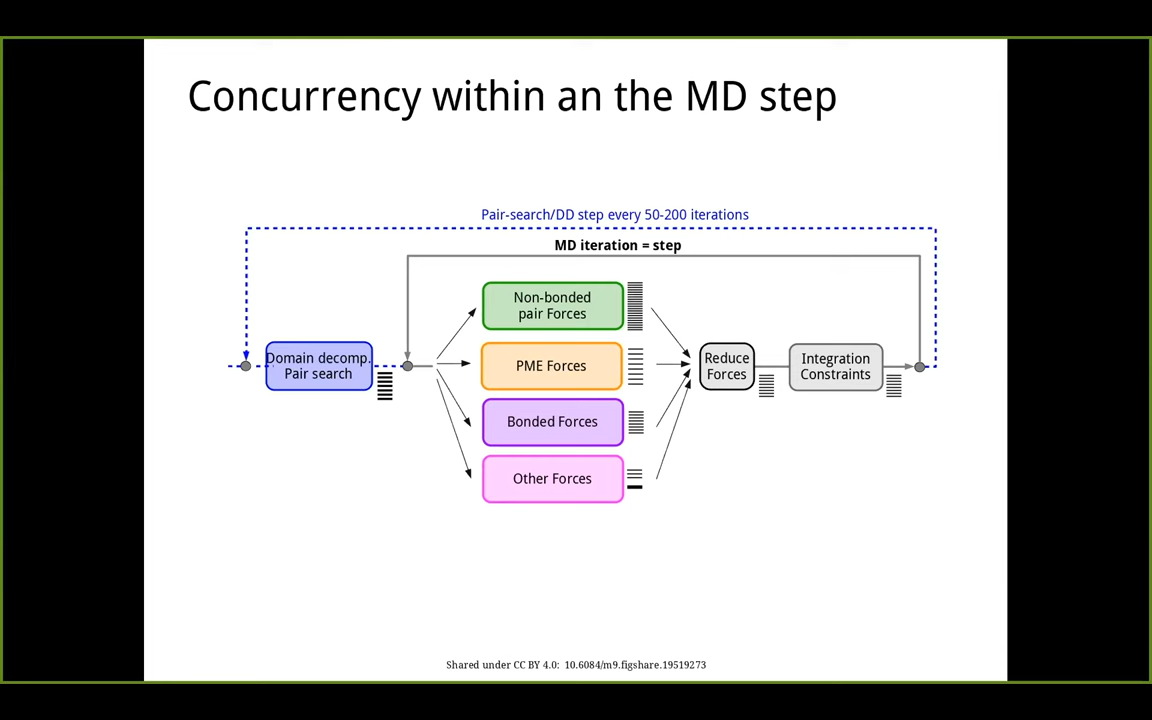 Concurrency within an the MD step
Pair-search/DD step every 50-200 iterations
MD iteration = step
Non-bonded
pair Forces
Domain decomp.
Pair search
PME Forces
Bonded Forces
Other Forces
Reduce
Forces
Integration
Constraints
Shared under CC BY 4.0: 10.6084/m9.figshare.19519273